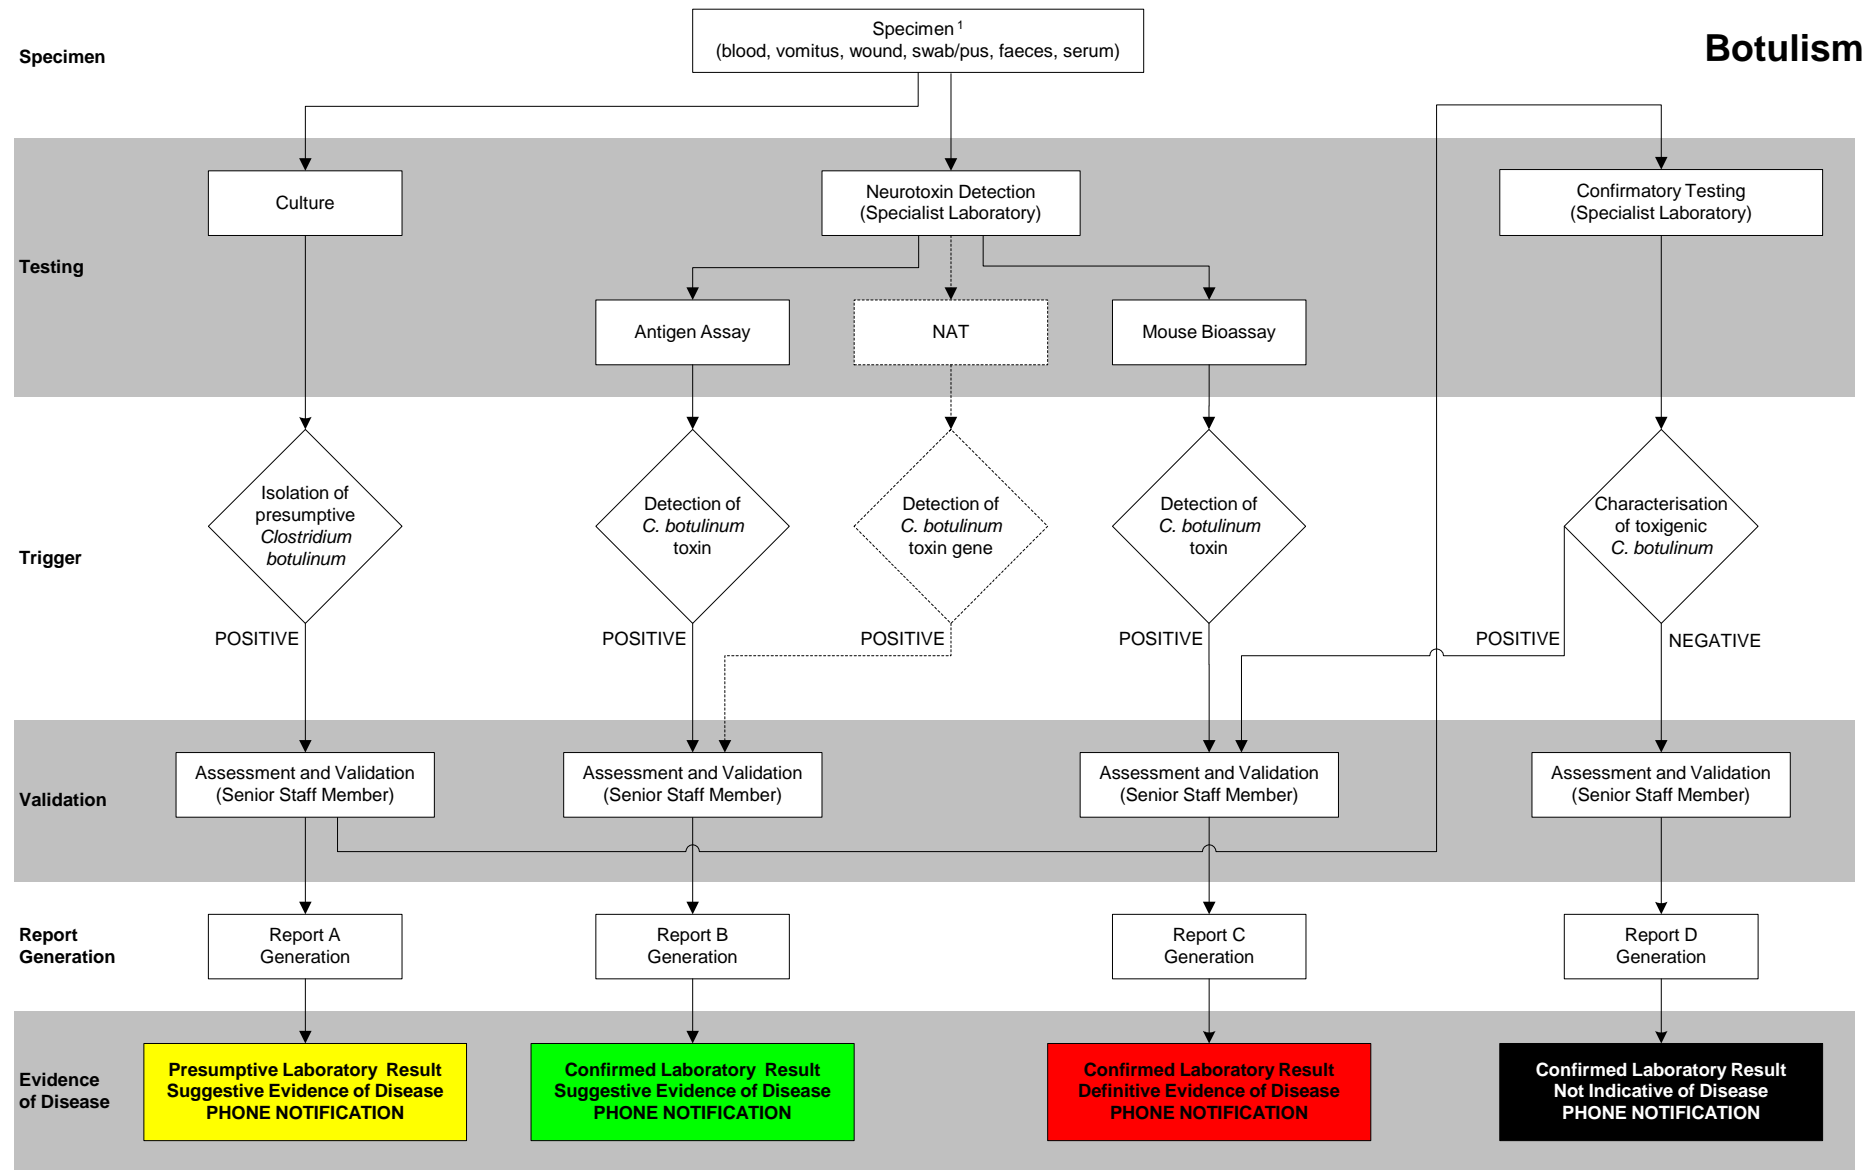 Botulism
Specimen
Specimen 1
(blood, vomitus, wound, swab/pus, faeces, serum)
Testing
Culture
Neurotoxin Detection
(Specialist Laboratory)
Confirmatory Testing
(Specialist Laboratory)
Antigen Assay
NAT
Mouse Bioassay
Trigger
Isolation of
presumptive
Clostridium
botulinum
Detection of
C. botulinum
toxin
Detection of
C. botulinum
toxin gene
Detection of
C. botulinum
toxin
Characterisation
of toxigenic
C. botulinum
POSITIVE
POSITIVE
POSITIVE
POSITIVE
POSITIVE
NEGATIVE
Validation
Assessment and Validation
(Senior Staff Member)
Assessment and Validation
(Senior Staff Member)
Assessment and Validation
(Senior Staff Member)
Assessment and Validation
(Senior Staff Member)
Report
Generation
Report A
Generation
Report B
Generation
Report C
Generation
Report D
Generation
Evidence
of Disease
Presumptive Laboratory Result
Suggestive Evidence of Disease
PHONE NOTIFICATION
Confirmed Laboratory Result
Suggestive Evidence of Disease
PHONE NOTIFICATION
Confirmed Laboratory Result
Definitive Evidence of Disease
PHONE NOTIFICATION
Confirmed Laboratory Result
Not Indicative of Disease
PHONE NOTIFICATION